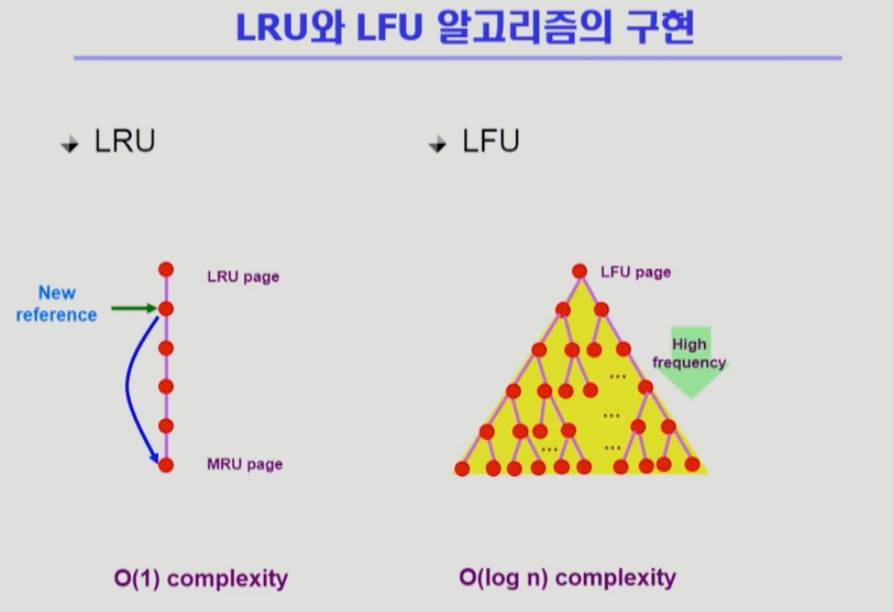 LRU와 LFU 알고리즘의 구현
LRU
LRU page
New
reference
MRU page
O(1) complexity
LFU
LFU page
High
frequency
...
...
...
...
O(log n) complexity